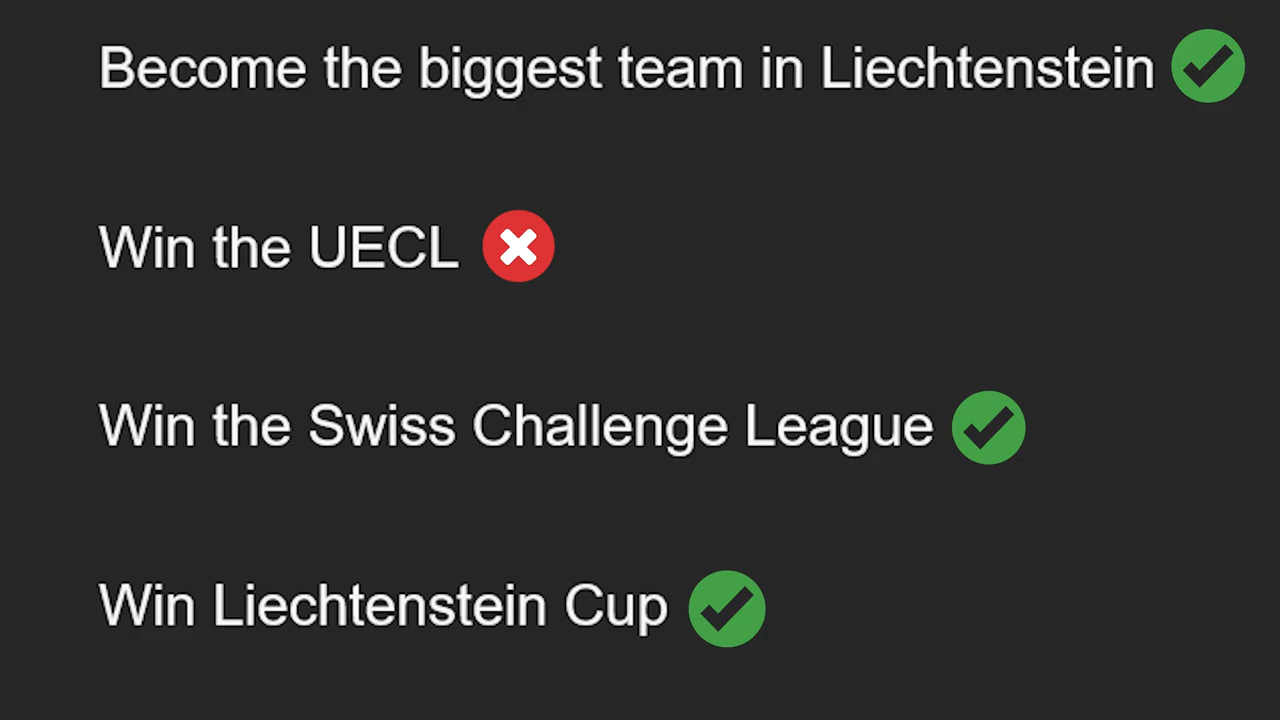 Become the biggest team in Liechtenstein
Win the UECL
Win the Swiss Challenge League
Win Liechtenstein Cup